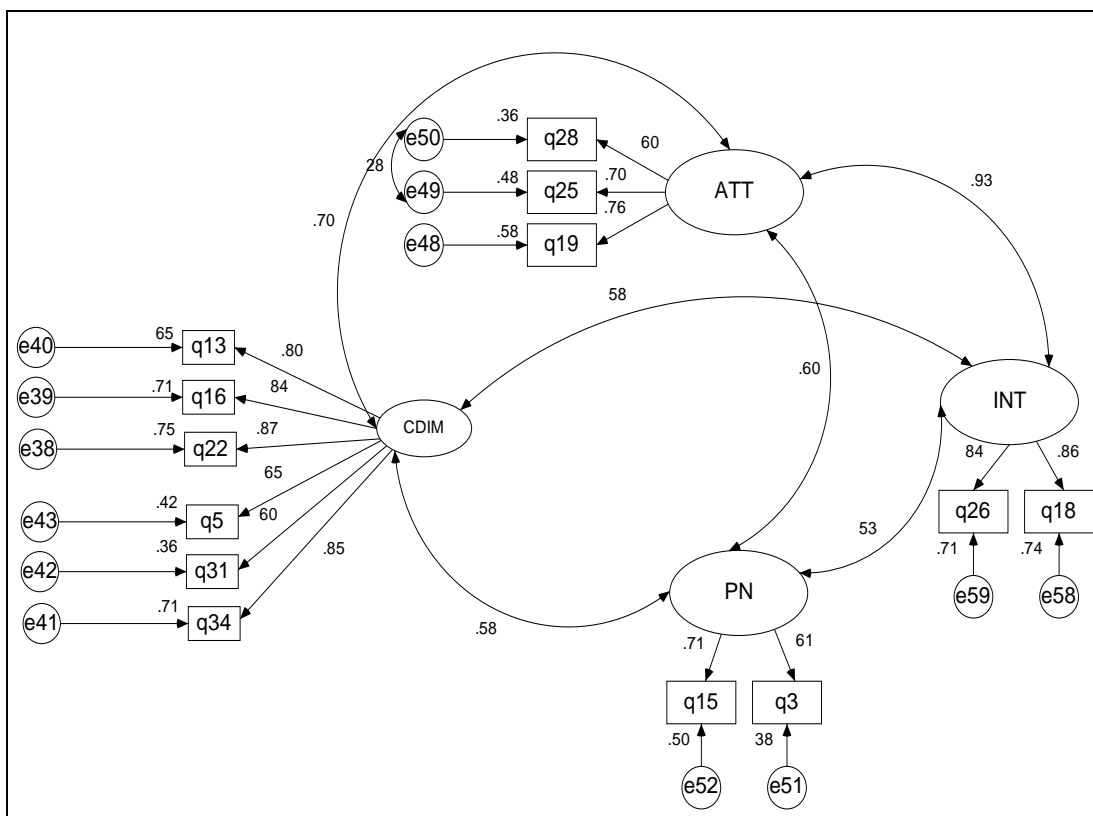 .36
e50
q28
60
28
.48
.70
e49
q25
ATT
.93
.76
.58
e48
q19
.70
58
65
e40
q13
.80
.60
.71
84
e39
q16
INT
CDIM
.75
.87
e38
q22
84
.86
65
.42
60
e43
q5
q26
q18
53
.85
.36
.71
.74
e42
q31
PN
e59
e58
.71
e41
q34
.58
.71
61
q15
q3
.50
38
e52
e51